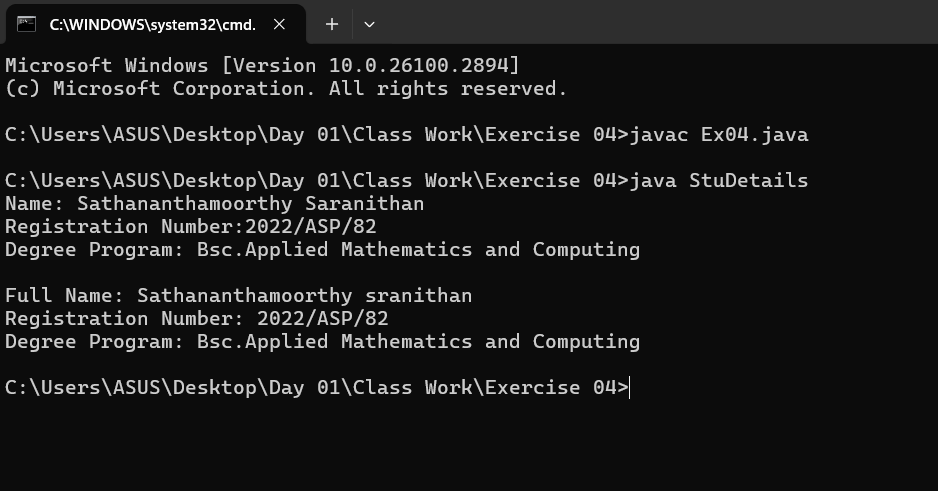 C:\WINDOWS\system32\cmd.
Microsoft Windows [Version 10.0.26100.2894]
(c) Microsoft Corporation. All rights reserved.
C:\Users\ASUS\Desktop\Day 01\Class Work\Exercise 04>javac Ex04.java
C:\Users\ASUS\Desktop\Day 01\Class Work\Exercise 04>java StuDetails
Name: Sathananthamoorthy Saranithan
Registration Number:2022/ASP/82
Degree Program: Bsc.Applied Mathematics and Computing
Full Name: Sathananthamoorthy sranithan
Registration Number: 2022/ASP/82
Degree Program: Bsc.Applied Mathematics and Computing
C:\Users\ASUS\Desktop\Day 01\Class Work\Exercise 04>